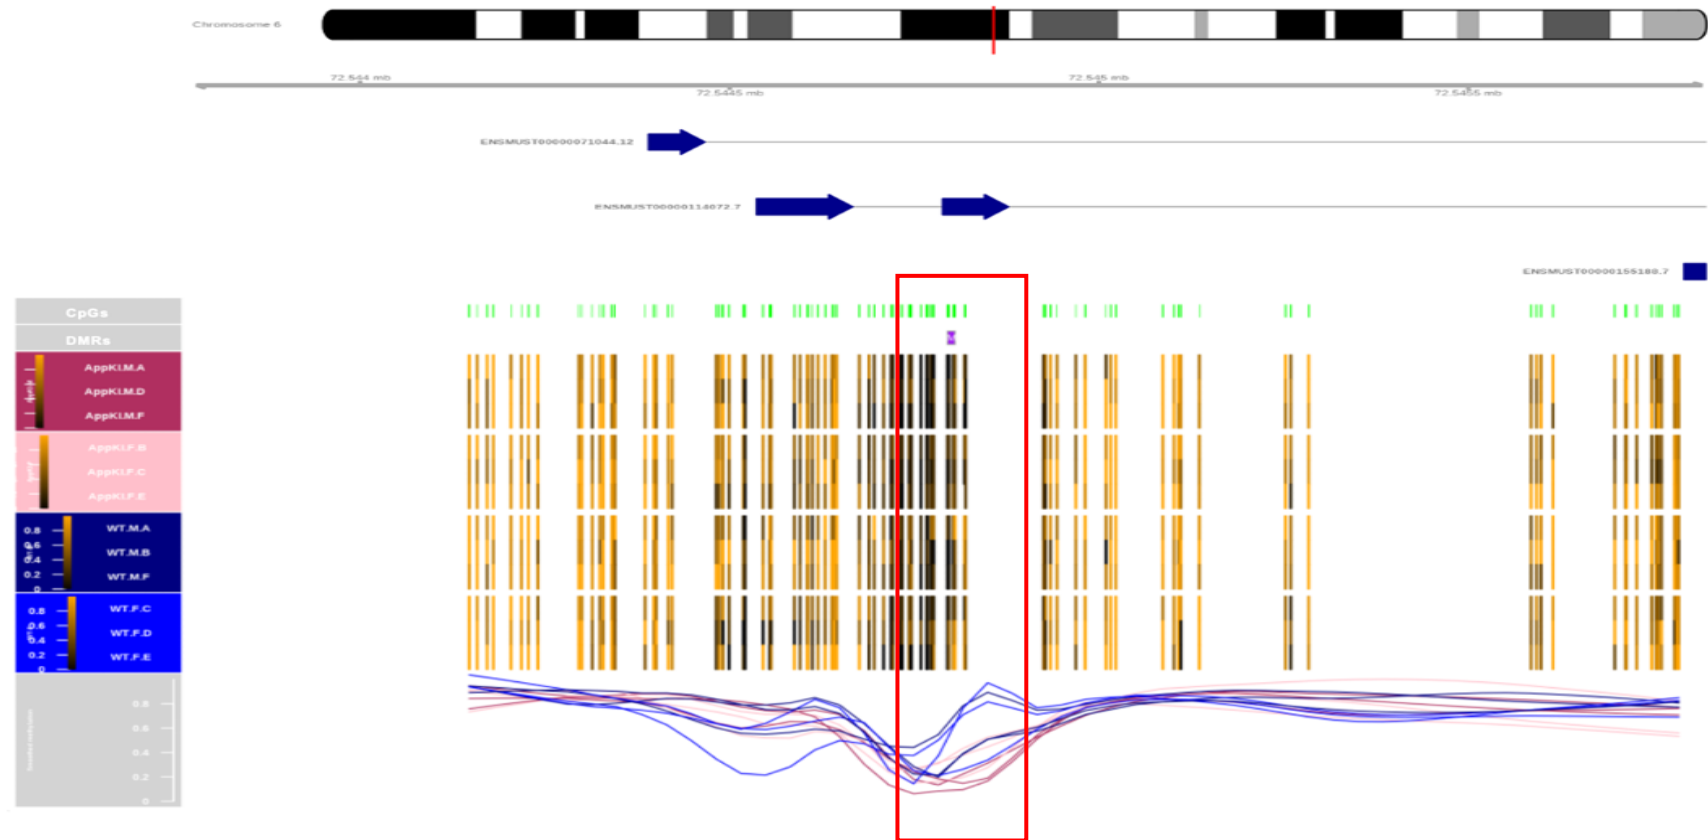 Chromosome 6
72.544 mb
72.545 mb
72.5445 mb
72.5455 mb
ENSMUST00000071044.12
ENSMUST00000114072.7
ENSMUST00000155188.7
CpGs
DMRs
AppKI.M.A
AppKI.M.D
AppKI.M.F
AppKI.F.B
AppKI.F.C
AppKI.F.E
0.8
0.6
0.4
0.2
0
WT.M.A
WT.M.B
WT.M.F
0.8
0.6
0.4
0.2
0
WT.F.C
WT.F.D
WT.F.E
0.8
0.6
0.4
0.2
0